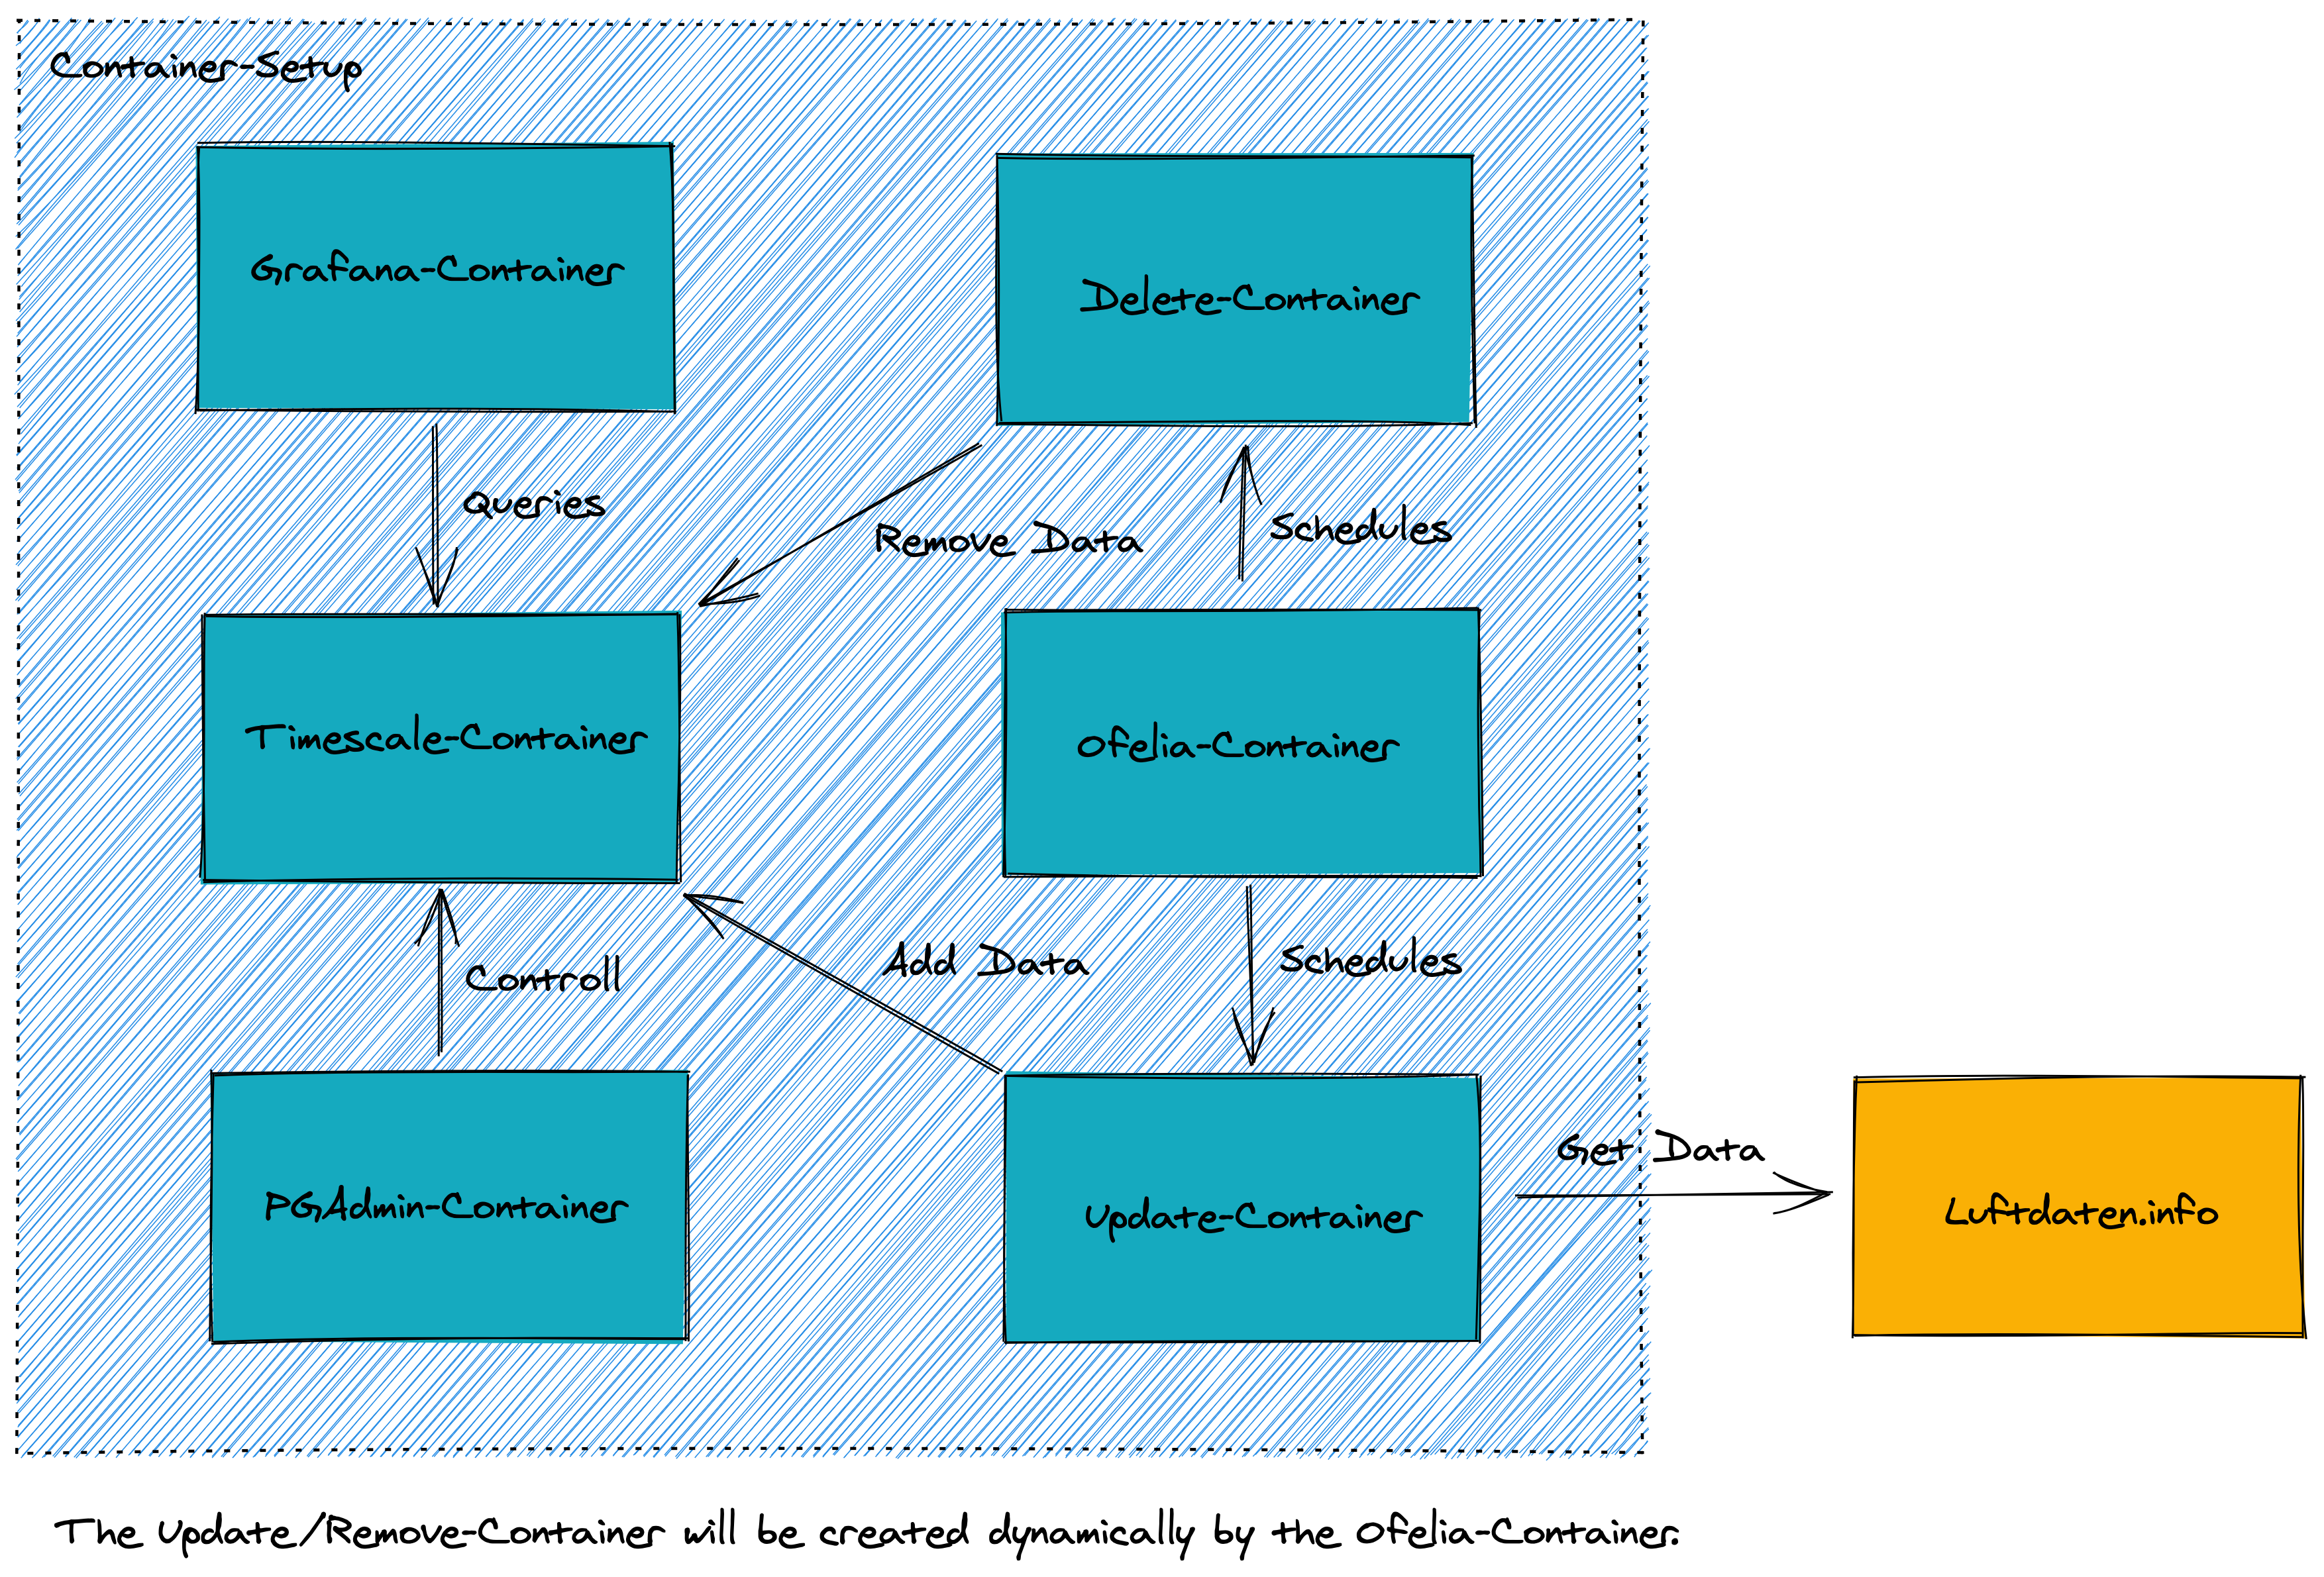 Container-Setup
Grafana-Container
Delete-Container
Queries
Remove Data
Schedules
Timescale-Container
Ofelia-Container
Controll
Add Data
Schedules
PGAdmin-Container
Update-Container
Get Data
Luftdaten.info
The Update/Remove-Container will be created dynamically by the Ofelia-Container.